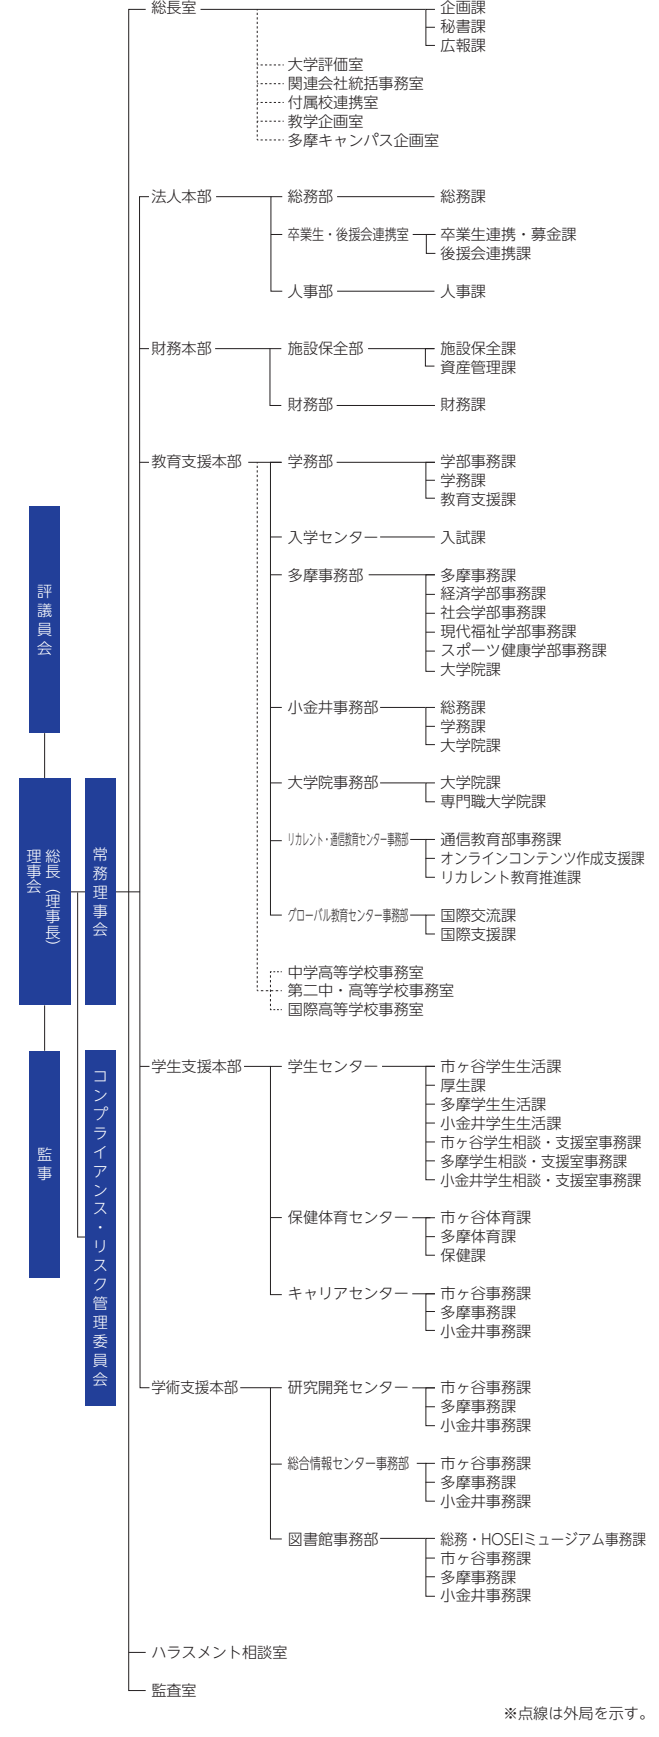 総長室
企画課
秘書課
広報課
大学評価室
関連会社統括事務室
付属校連携室
教学企画室
多摩キャンパス企画室
法人本部
総務部
総務課
卒業生・後援会連携室
卒業生連携・募金課
後援会連携課
人事部
人事課
財務本部
施設保全部
施設保全課
資産管理課
財務部
財務課
教育支援本部
学務部
学部事務課
学務課
教育支援課
入学センター
入試課
多摩事務部
多摩事務課
経済学部事務課
社会学部事務課
現代福祉学部事務課
スポーツ健康学部事務課
大学院課
小金井事務部
総務課
学務課
大学院課
大学院事務部
大学院課
専門職大学院課
リカレント・通信教育センター事務部
通信教育部事務課
オンラインコンテンツ作成支援課
リカレント教育推進課
グローバル教育センター事務部
国際交流課
国際支援課
中学高等学校事務室
第二中・高等学校事務室
国際高等学校事務室
評議員会
総長（理事長）
理事会
常務理事会
監事
コンプライアンス・リスク管理委員会
学生支援本部
学生センター
市ヶ谷学生生活課
厚生課
多摩学生生活課
小金井学生生活課
市ヶ谷学生相談・支援室事務課
多摩学生相談・支援室事務課
小金井学生相談・支援室事務課
保健体育センター
市ヶ谷体育課
多摩体育課
保健課
キャリアセンター
市ヶ谷事務課
多摩事務課
小金井事務課
学術支援本部
研究開発センター
市ヶ谷事務課
多摩事務課
小金井事務課
総合情報センター事務部
市ヶ谷事務課
多摩事務課
小金井事務課
図書館事務部
総務・HOSEIミュージアム事務課
市ヶ谷事務課
多摩事務課
小金井事務課
ハラスメント相談室
監査室
※点線は外局を示す。